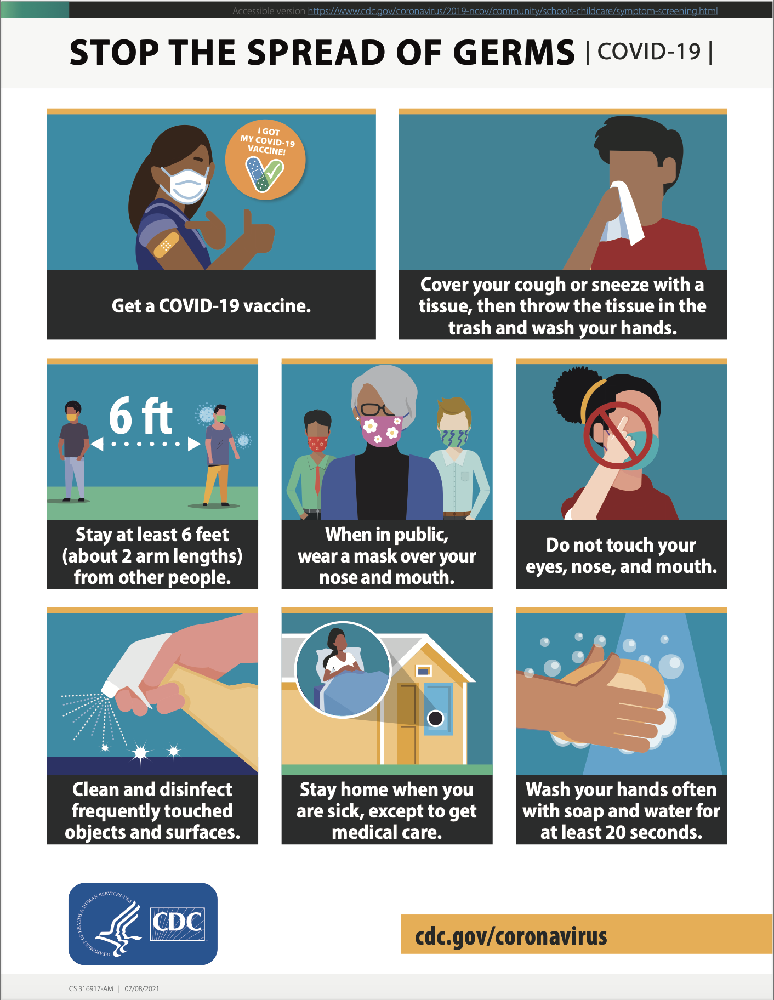 Accessible version https://www.cdc.gov/coronavirus/2019-ncov/community/schools-childcare/symptom-screening.html
STOP THE SPREAD OF GERMS | COVID-19 |
I GOT
MY COVID-19
VACCINE!
Get a COVID-19 vaccine.
Cover your cough or sneeze with a
tissue, then throw the tissue in the
trash and wash your hands.
6 ft
Stay at least 6 feet
(about 2 arm lengths)
from other people.
When in public,
wear a mask over your
nose and mouth.
Do not touch your
eyes, nose, and mouth.
Clean and disinfect
frequently touched
objects and surfaces.
Stay home when you
are sick, except to get
medical care.
Wash your hands often
with soap and water for
at least 20 seconds.
DEPARTMENT OF HEALTH & HUMAN SERVICES·USA
CDC
cdc.gov/coronavirus
CS 316917-AM | 07/08/2021